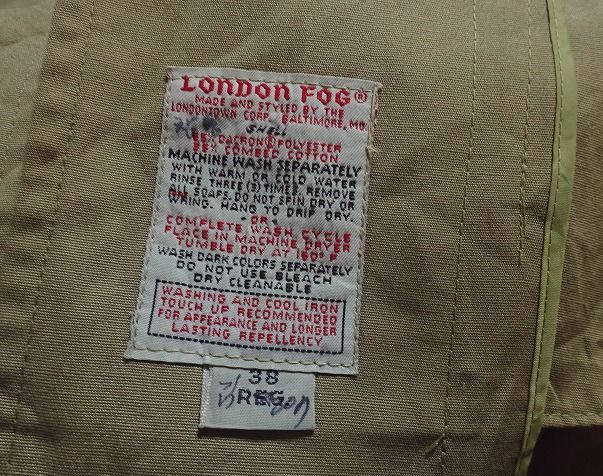 LONDON FOG®
MADE AND STYLED BY THE
LONDONTOWN CORP. BALTIMORE, MD.
SHELL
65% DACRON® POLYESTER
35% COMBED COTTON
MACHINE WASH SEPARATELY
WITH WARM OR COLD WATER
RINSE THREE (3) TIMES. REMOVE
ALL SOAPS. DO NOT SPIN DRY OR
WRING. HANG TO DRIP DRY.
- OR -
COMPLETE WASH CYCLE
PLACE IN MACHINE DRYER
TUMBLE DRY AT 160° F
WASH DARK COLORS SEPARATELY
DO NOT USE BLEACH
DRY CLEANABLE
WASHING AND COOL IRON
TOUCH UP RECOMMENDED
FOR APPEARANCE AND LONGER
LASTING REPELLENCY
38
REG